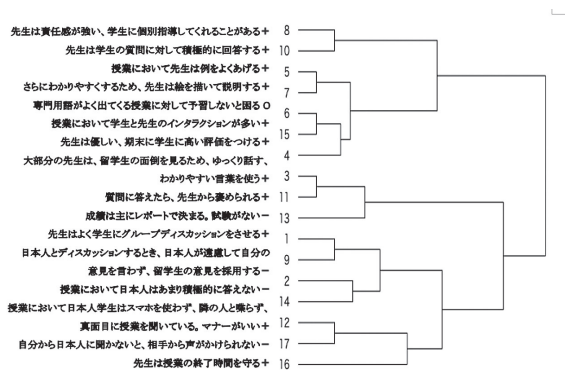 先生は責任感が強い、学生に個別指導してくれることがある＋ 8
先生は学生の質問に対して積極的に回答する＋ 10
授業において先生は例をよくあげる＋ 5
さらにわかりやすくするため、先生は絵を描いて説明する＋ 7
専門用語がよく出てくる授業に対して予習しないと困る○ 6
授業において学生と先生のインタラクションが多い＋ 15
先生は優しい、期末に学生に高い評価をつける＋ 4
大部分の先生は、留学生の面倒を見るため、ゆっくり話す、
わかりやすい言葉を使う＋ 3
質問に答えたら、先生から褒められる＋ 11
成績は主にレポートで決まる。試験がない－ 13
先生はよく学生にグループディスカッションをさせる＋ 1
日本人とディスカッションするとき、日本人が遠慮して自分の
意見を言わず、留学生の意見を採用する－ 9
授業において日本人はあまり積極的に答えない－ 2
授業において日本人学生はスマホを使わず、隣の人と喋らず、 14
真面目に授業を聞いている。マナーがいい＋ 12
自分から日本人に聞かないと、相手から声がかけられない－ 17
先生は授業の終了時間を守る＋ 16